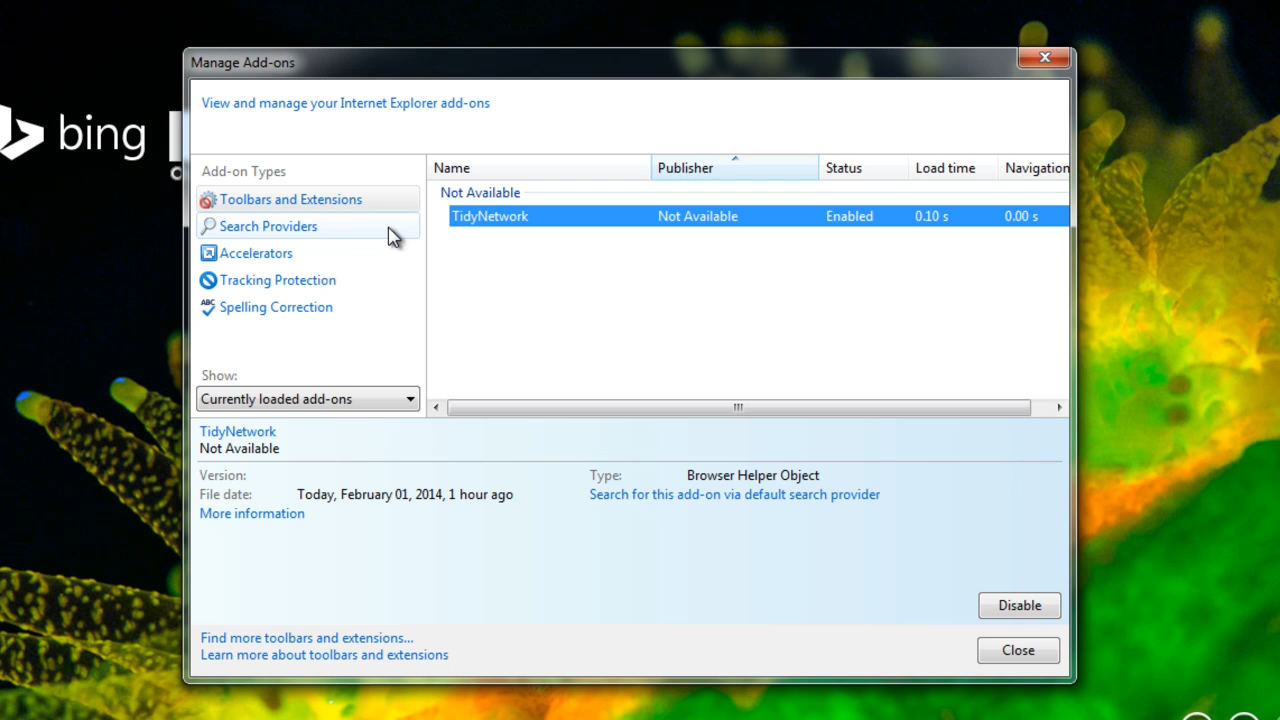 Manage Add-ons
View and manage your Internet Explorer add-ons
bing
Add-on Types
Toolbars and Extensions
Search Providers
Accelerators
Tracking Protection
ABC
Spelling Correction
Show:
Currently loaded add-ons
Name Publisher Status Load time Navigation
Not Available
TidyNetwork Not Available Enabled 0.10 s 0.00 s
TidyNetwork
Not Available
Version:
File date: Today, February 01, 2014, 1 hour ago
More information
Type: Browser Helper Object
Search for this add-on via default search provider
Disable
Find more toolbars and extensions...
Learn more about toolbars and extensions
Close